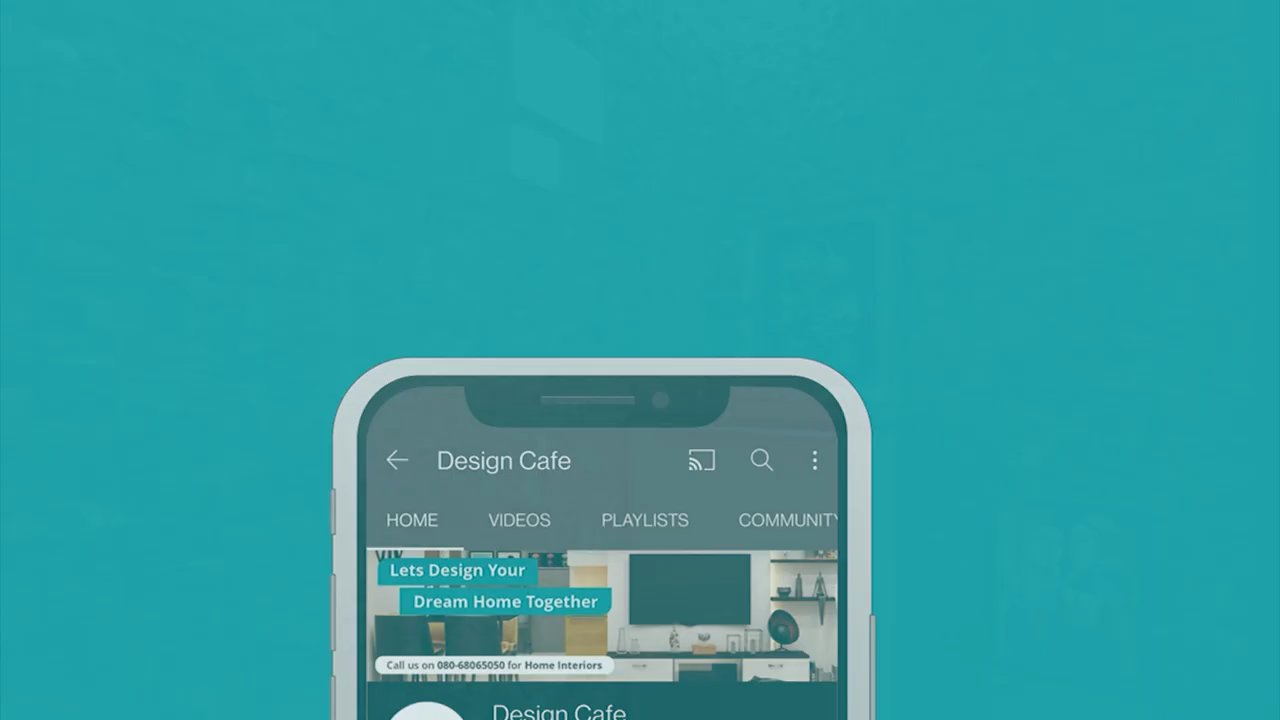 Design Cafe
HOME VIDEOS PLAYLISTS COMMUNITY
Lets Design Your
Dream Home Together
Call us on 080-68065050 for Home Interiors
Design Cafe